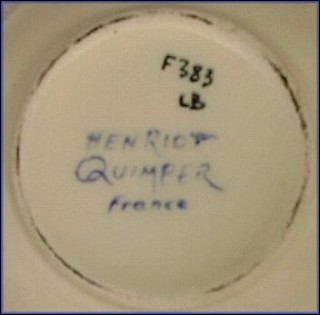 F383
LB
HENRIOT
QUIMPER
France